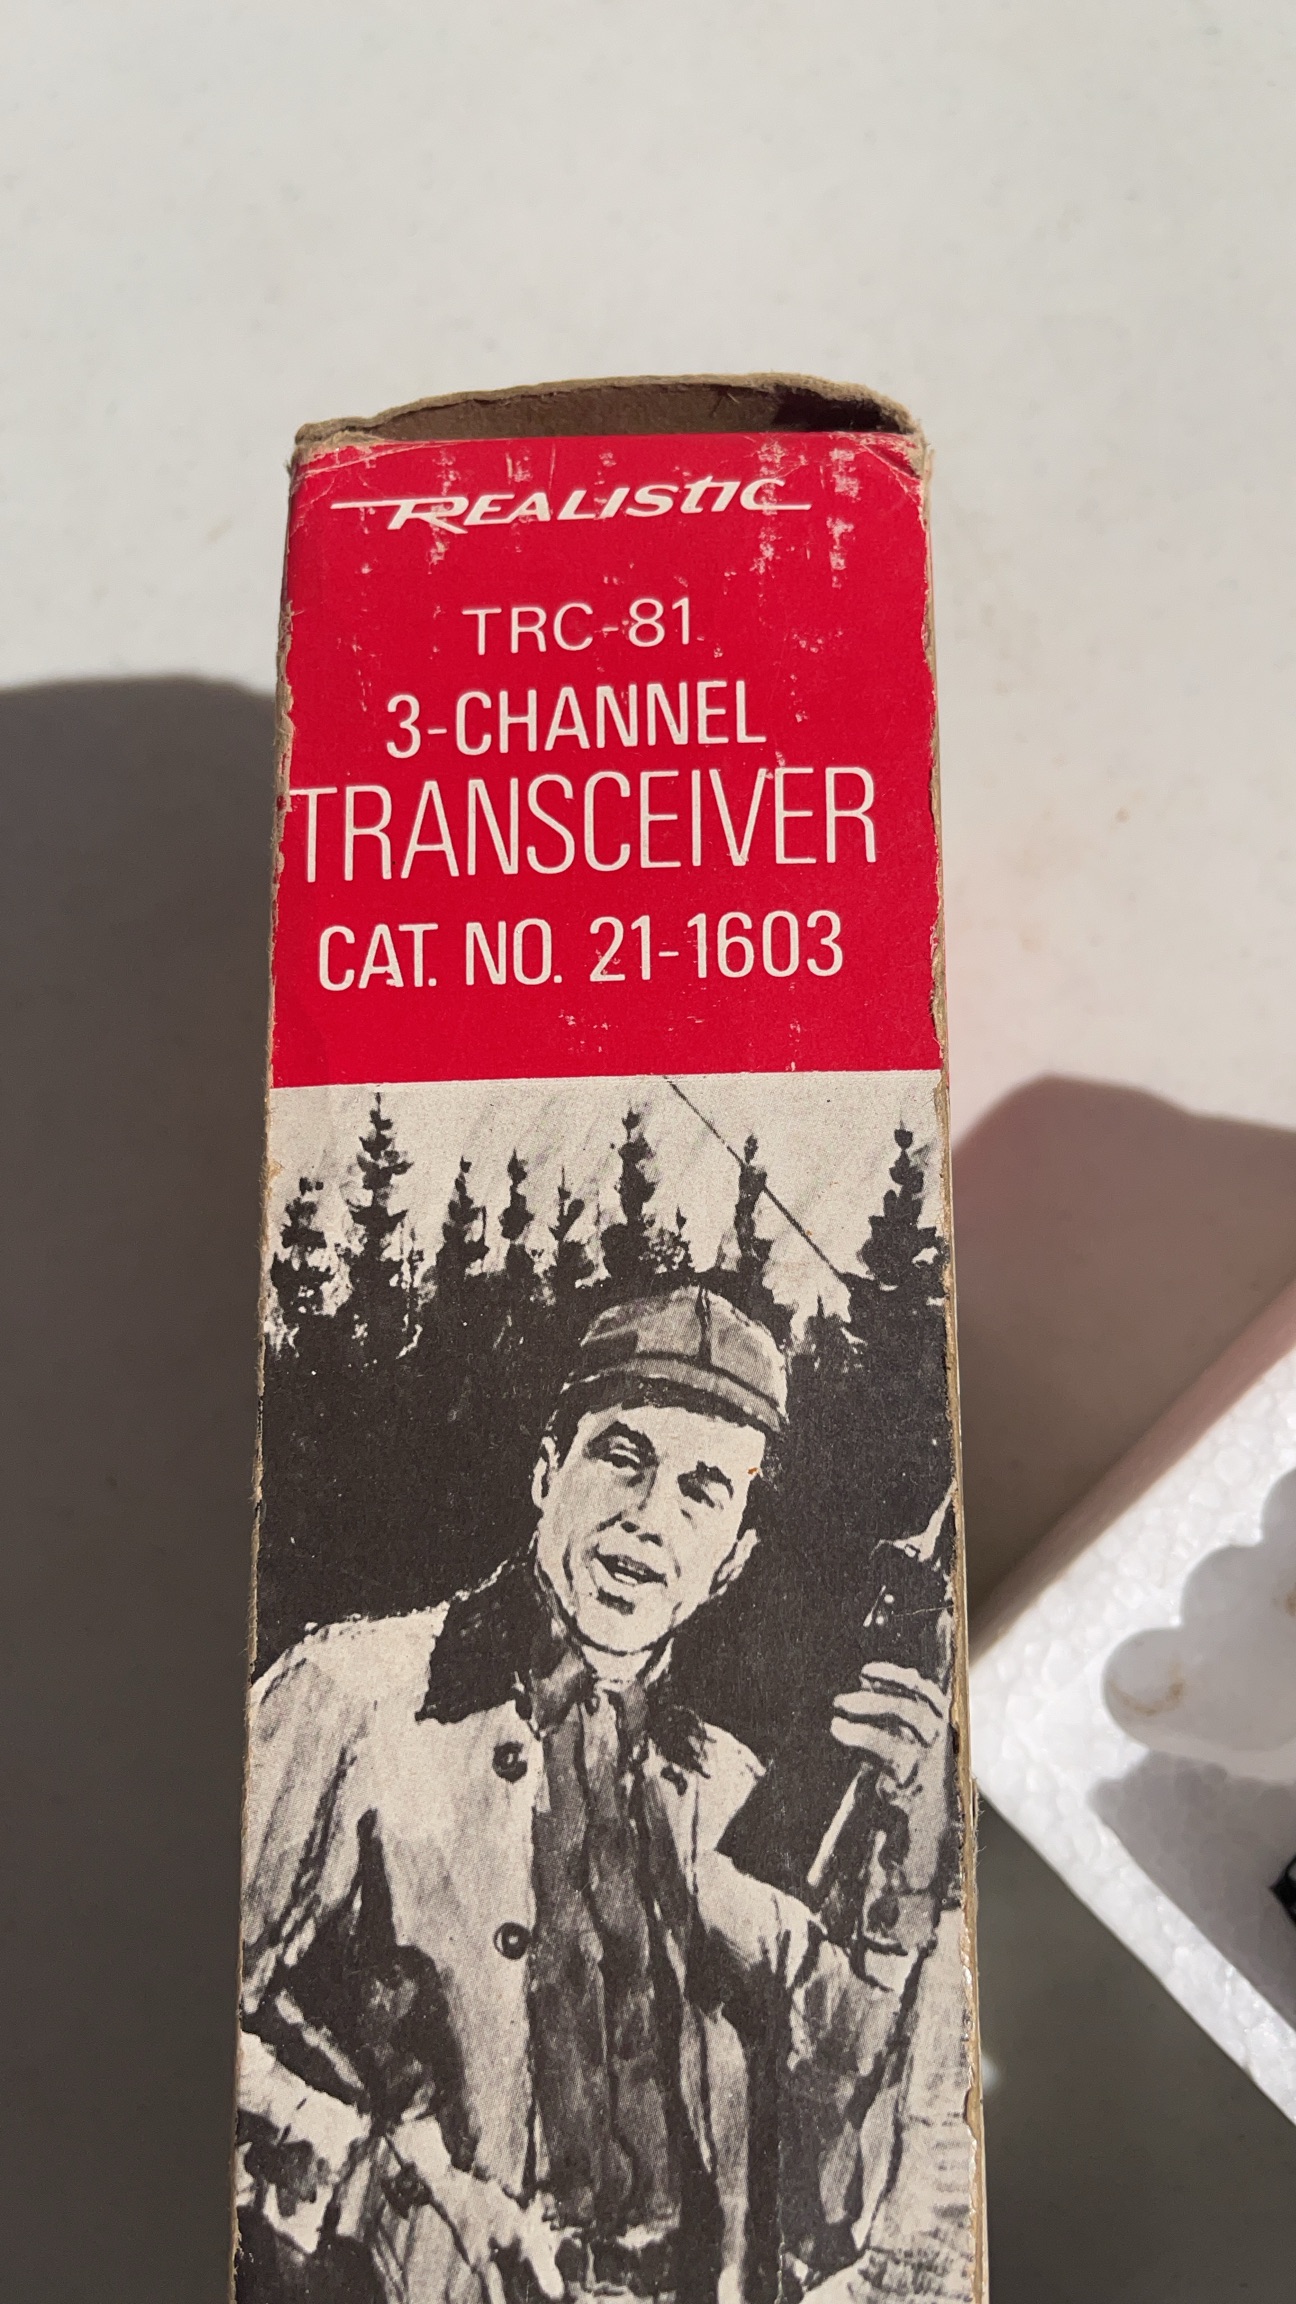 REALISTIC
TRC-81
3-CHANNEL
TRANSCEIVER
CAT. NO. 21-1603